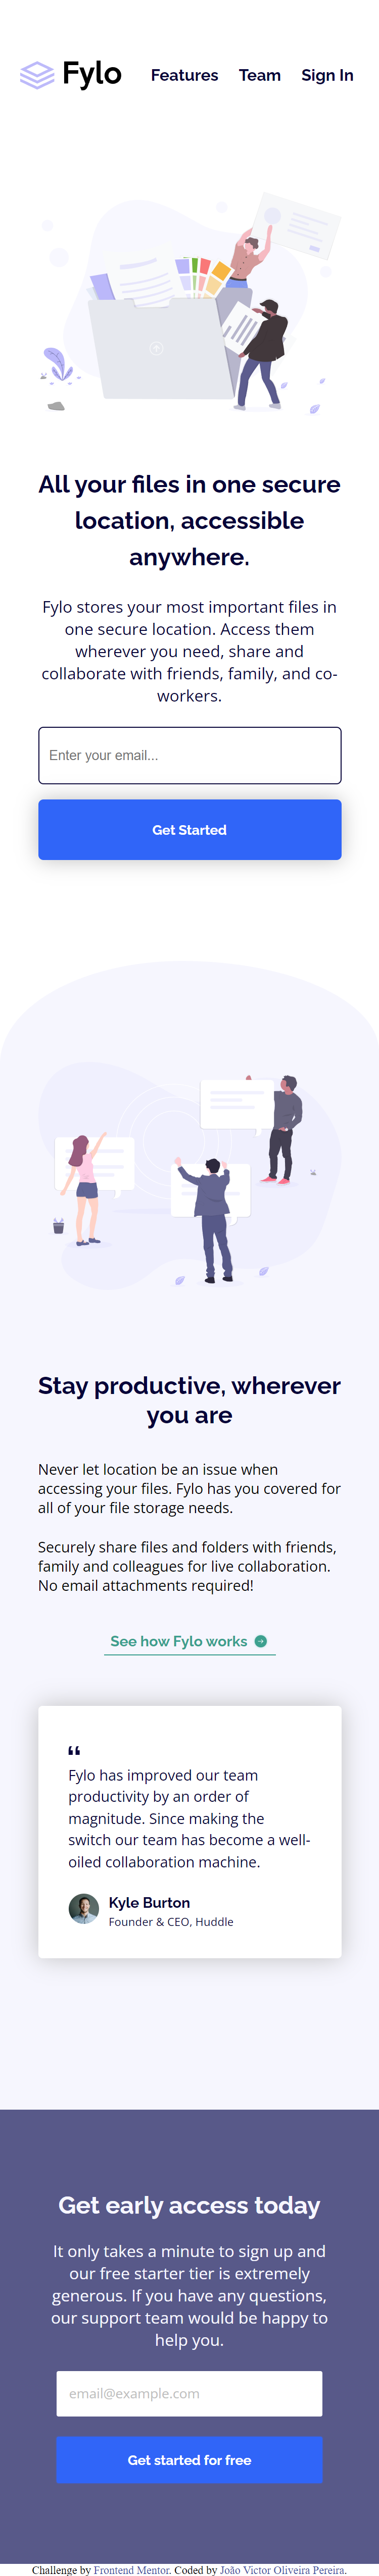 Fylo
Features
Team
Sign In
All your files in one secure
location, accessible
anywhere.
Fylo stores your most important files in
one secure location. Access them
wherever you need, share and
collaborate with friends, family, and co-
workers.
Enter your email...
Get Started
Stay productive, wherever
you are
Never let location be an issue when
accessing your files. Fylo has you covered for
all of your file storage needs.
Securely share files and folders with friends,
family and colleagues for live collaboration.
No email attachments required!
See how Fylo works
“
Fylo has improved our team
productivity by an order of
magnitude. Since making the
switch our team has become a well-
oiled collaboration machine.
Kyle Burton
Founder & CEO, Huddle
Get early access today
It only takes a minute to sign up and
our free starter tier is extremely
generous. If you have any questions,
our support team would be happy to
help you.
email@example.com
Get started for free
Challenge by Frontend Mentor. Coded by João Victor Oliveira Pereira.